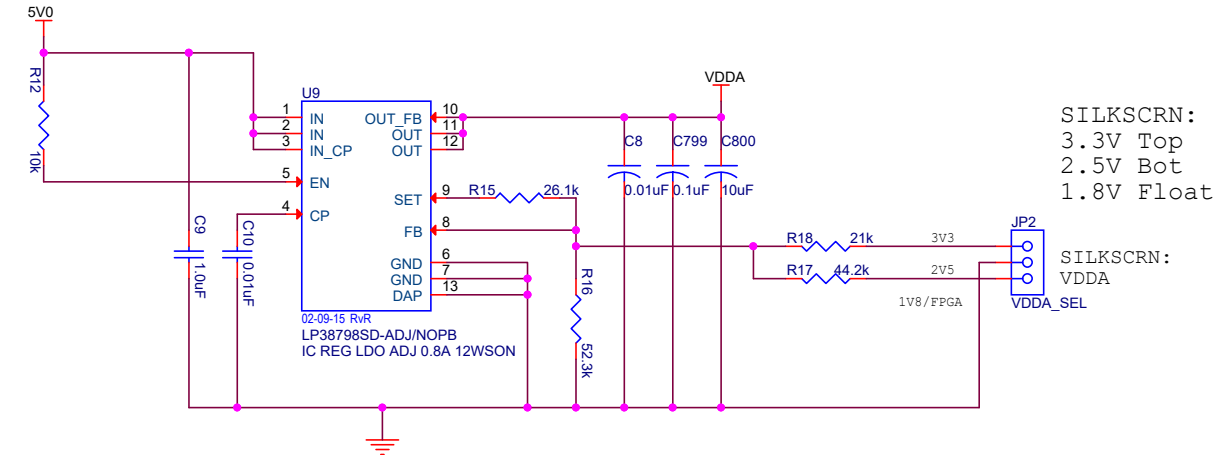 5V0
R12
10k
U9
1
2
3
5
4
IN
IN
IN_CP
EN
CP
OUT_FB
OUT
OUT
SET
FB
GND
GND
DAP
10
11
12
9
8
6
7
13
C9
1.0uF
C10
0.01uF
02-09-15 RvR
LP38798SD-ADJ/NOPB
IC REG LDO ADJ 0.8A 12WSON
VDDA
C8
0.01uF
C799
0.1uF
C800
10uF
R15
26.1k
R16
52.3k
R18
21k
3V3
R17
44.2k
2V5
1V8/FPGA
JP2
VDDA_SEL
SILKSCRN:
3.3V Top
2.5V Bot
1.8V Float
SILKSCRN:
VDDA